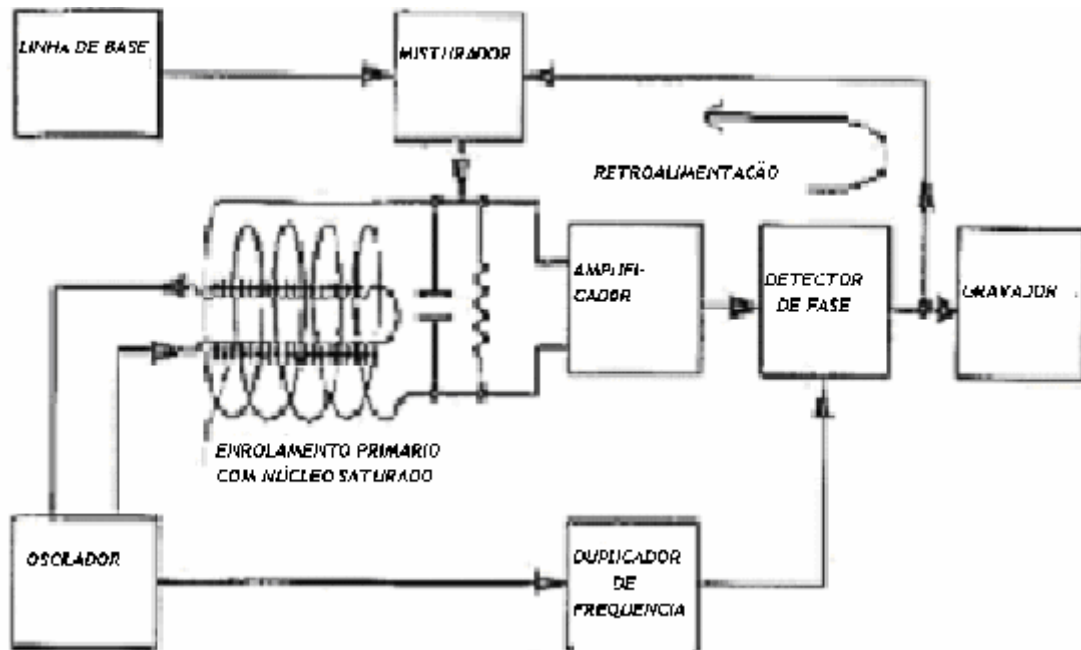 LINHA DE BASE
MISTURADOR
RETROALIMENTAÇÃO
AMPLIFI-
CADOR
DETECTOR
DE FASE
GRAVADOR
ENROLAMENTO PRIMARIO
COM NÚCLEO SATURADO
OSCILADOR
DUPLICADOR
DE
FREQUENCIA